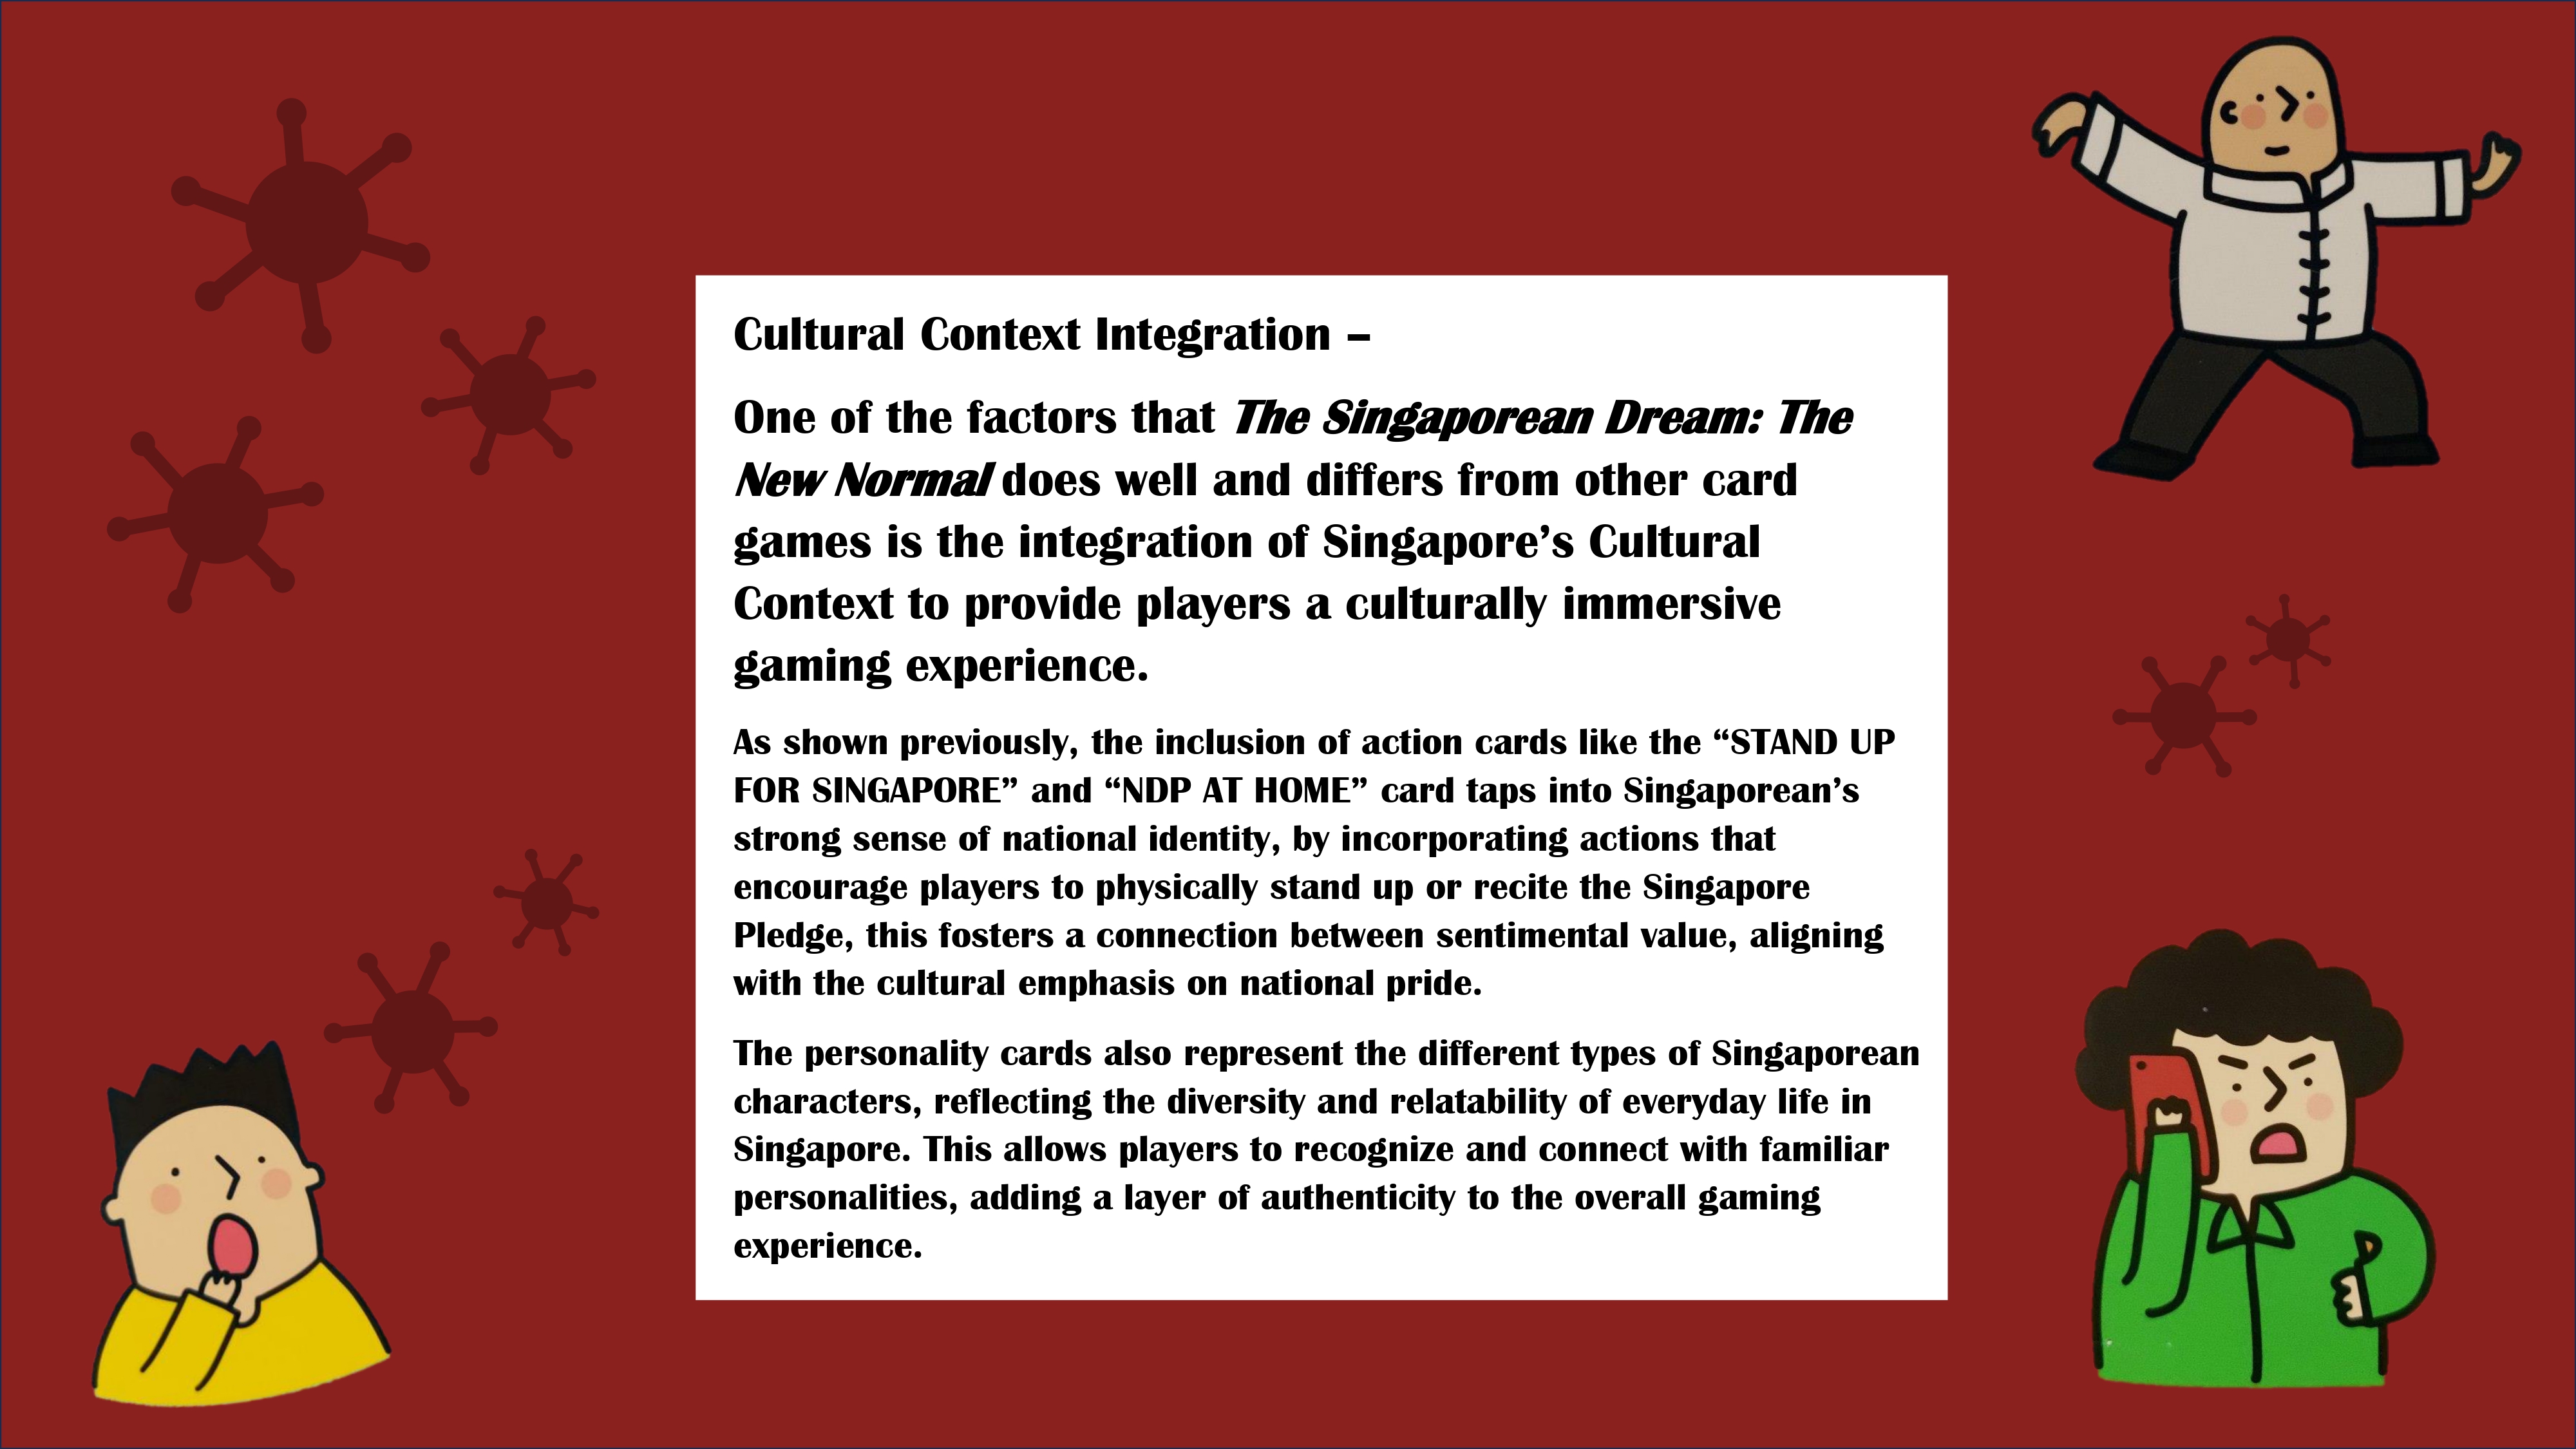 Cultural Context Integration –
One of the factors that The Singaporean Dream: The
New Normal does well and differs from other card
games is the integration of Singapore’s Cultural
Context to provide players a culturally immersive
gaming experience.
As shown previously, the inclusion of action cards like the “STAND UP
FOR SINGAPORE” and “NDP AT HOME” card taps into Singaporean’s
strong sense of national identity, by incorporating actions that
encourage players to physically stand up or recite the Singapore
Pledge, this fosters a connection between sentimental value, aligning
with the cultural emphasis on national pride.
The personality cards also represent the different types of Singaporean
characters, reflecting the diversity and relatability of everyday life in
Singapore. This allows players to recognize and connect with familiar
personalities, adding a layer of authenticity to the overall gaming
experience.